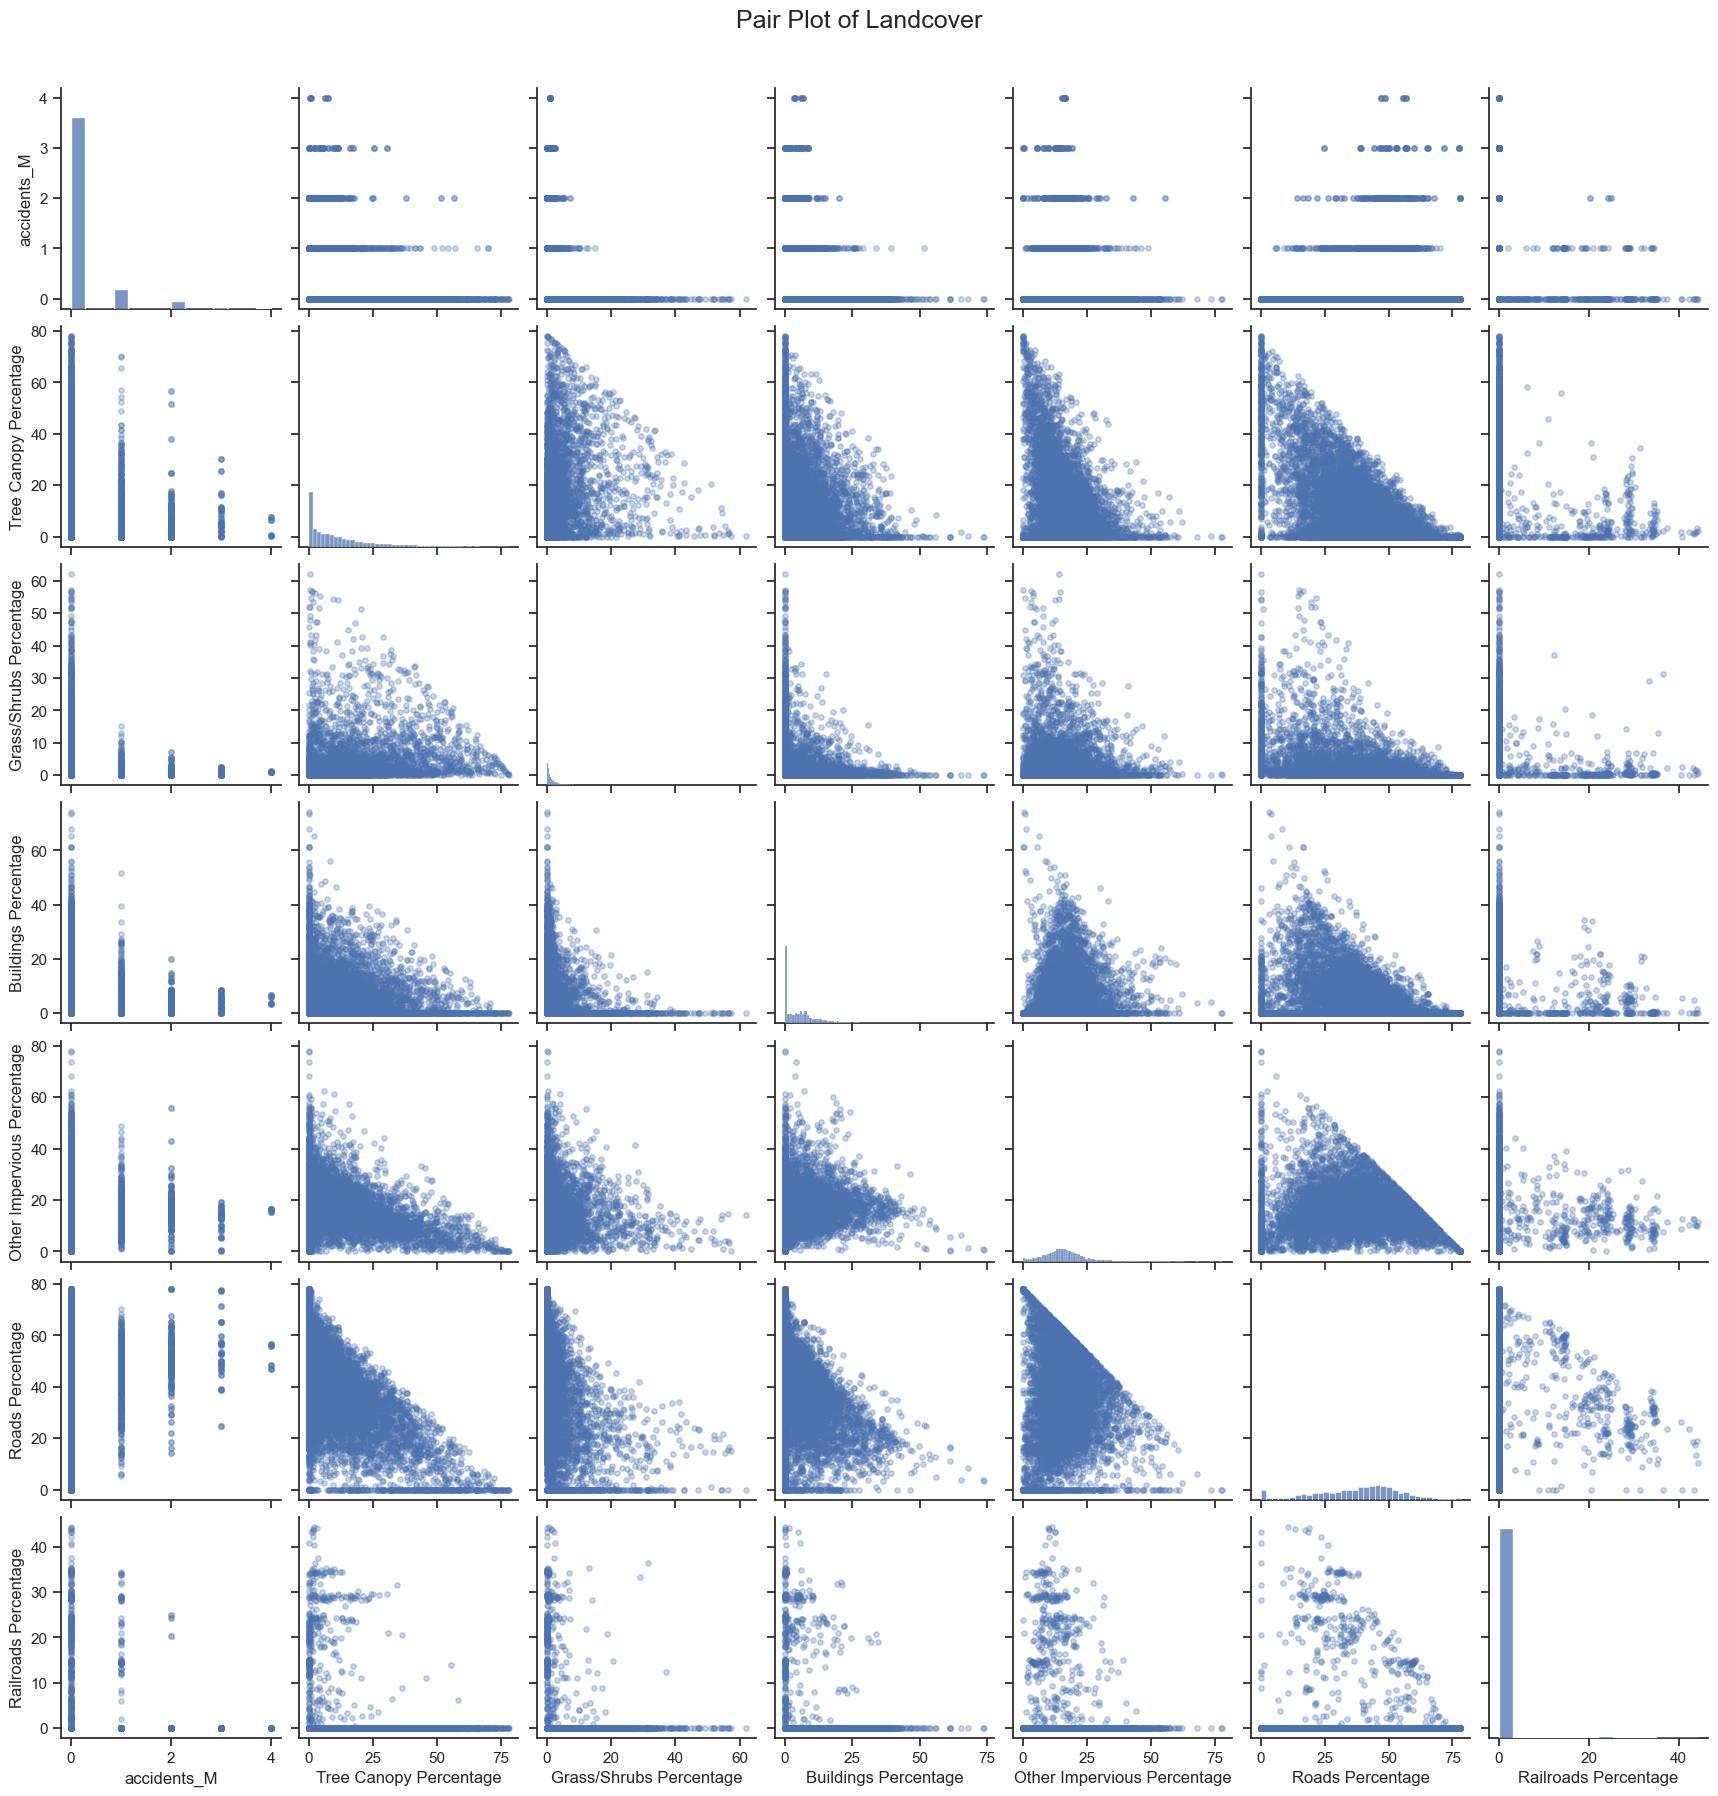 Pair Plot of Landcover
4
3
2
1
0
accidents_M
80
60
40
20
0
Tree Canopy Percentage
60
50
40
30
20
10
0
Grass/Shrubs Percentage
60
40
20
0
Buildings Percentage
80
60
40
20
0
Other Impervious Percentage
80
60
40
20
0
Roads Percentage
40
30
20
10
0
Railroads Percentage
0 2 4
0 25 50 75
0 20 40 60
0 25 50 75
0 25 50 75
0 25 50 75
0 20 40
accidents_M
Tree Canopy Percentage
Grass/Shrubs Percentage
Buildings Percentage
Other Impervious Percentage
Roads Percentage
Railroads Percentage